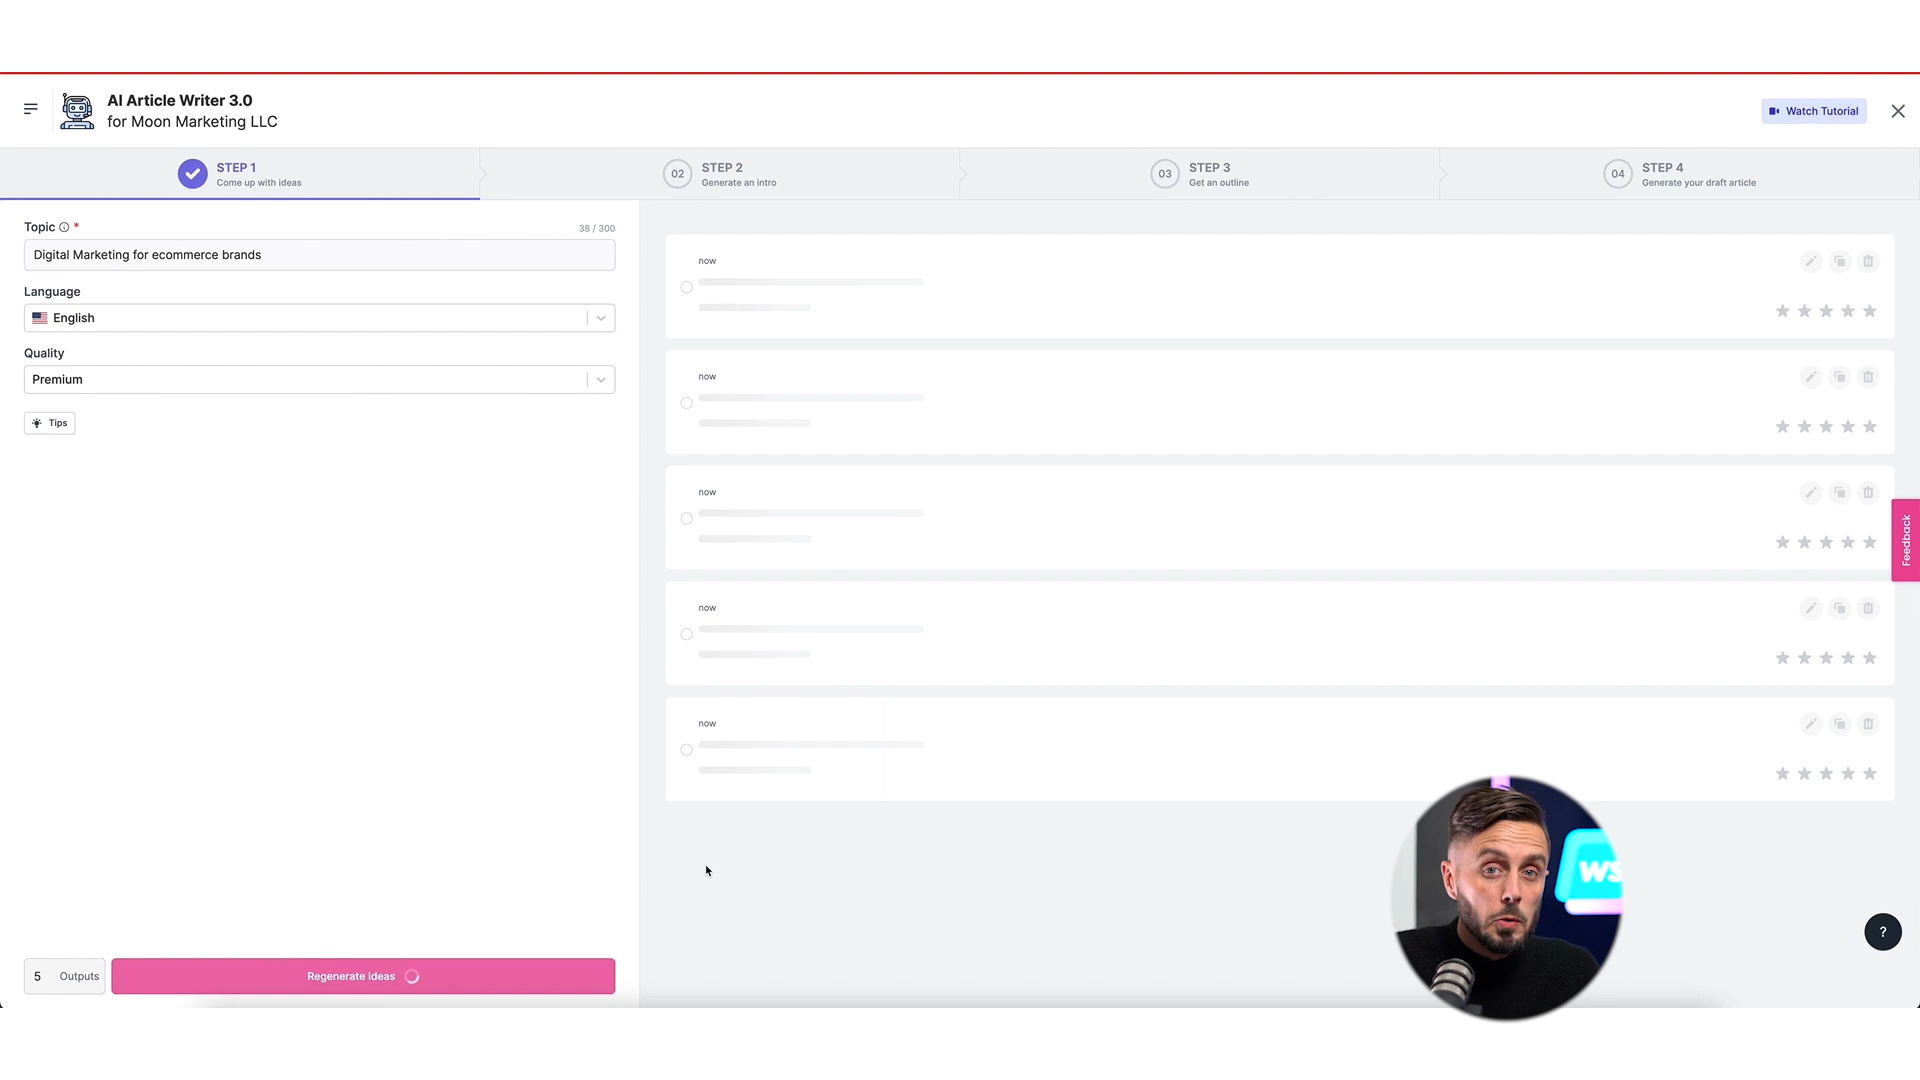 AI Article Writer 3.0
for Moon Marketing LLC
Watch Tutorial
STEP 1
Come up with ideas
02
STEP 2
Generate an intro
03
STEP 3
Get an outline
04
STEP 4
Generate your draft article
Topic *
38 / 300
Digital Marketing for ecommerce brands
Language
English
Quality
Premium
Tips
now
now
now
now
now
Feedback
WS
?
5 Outputs
Regenerate Ideas